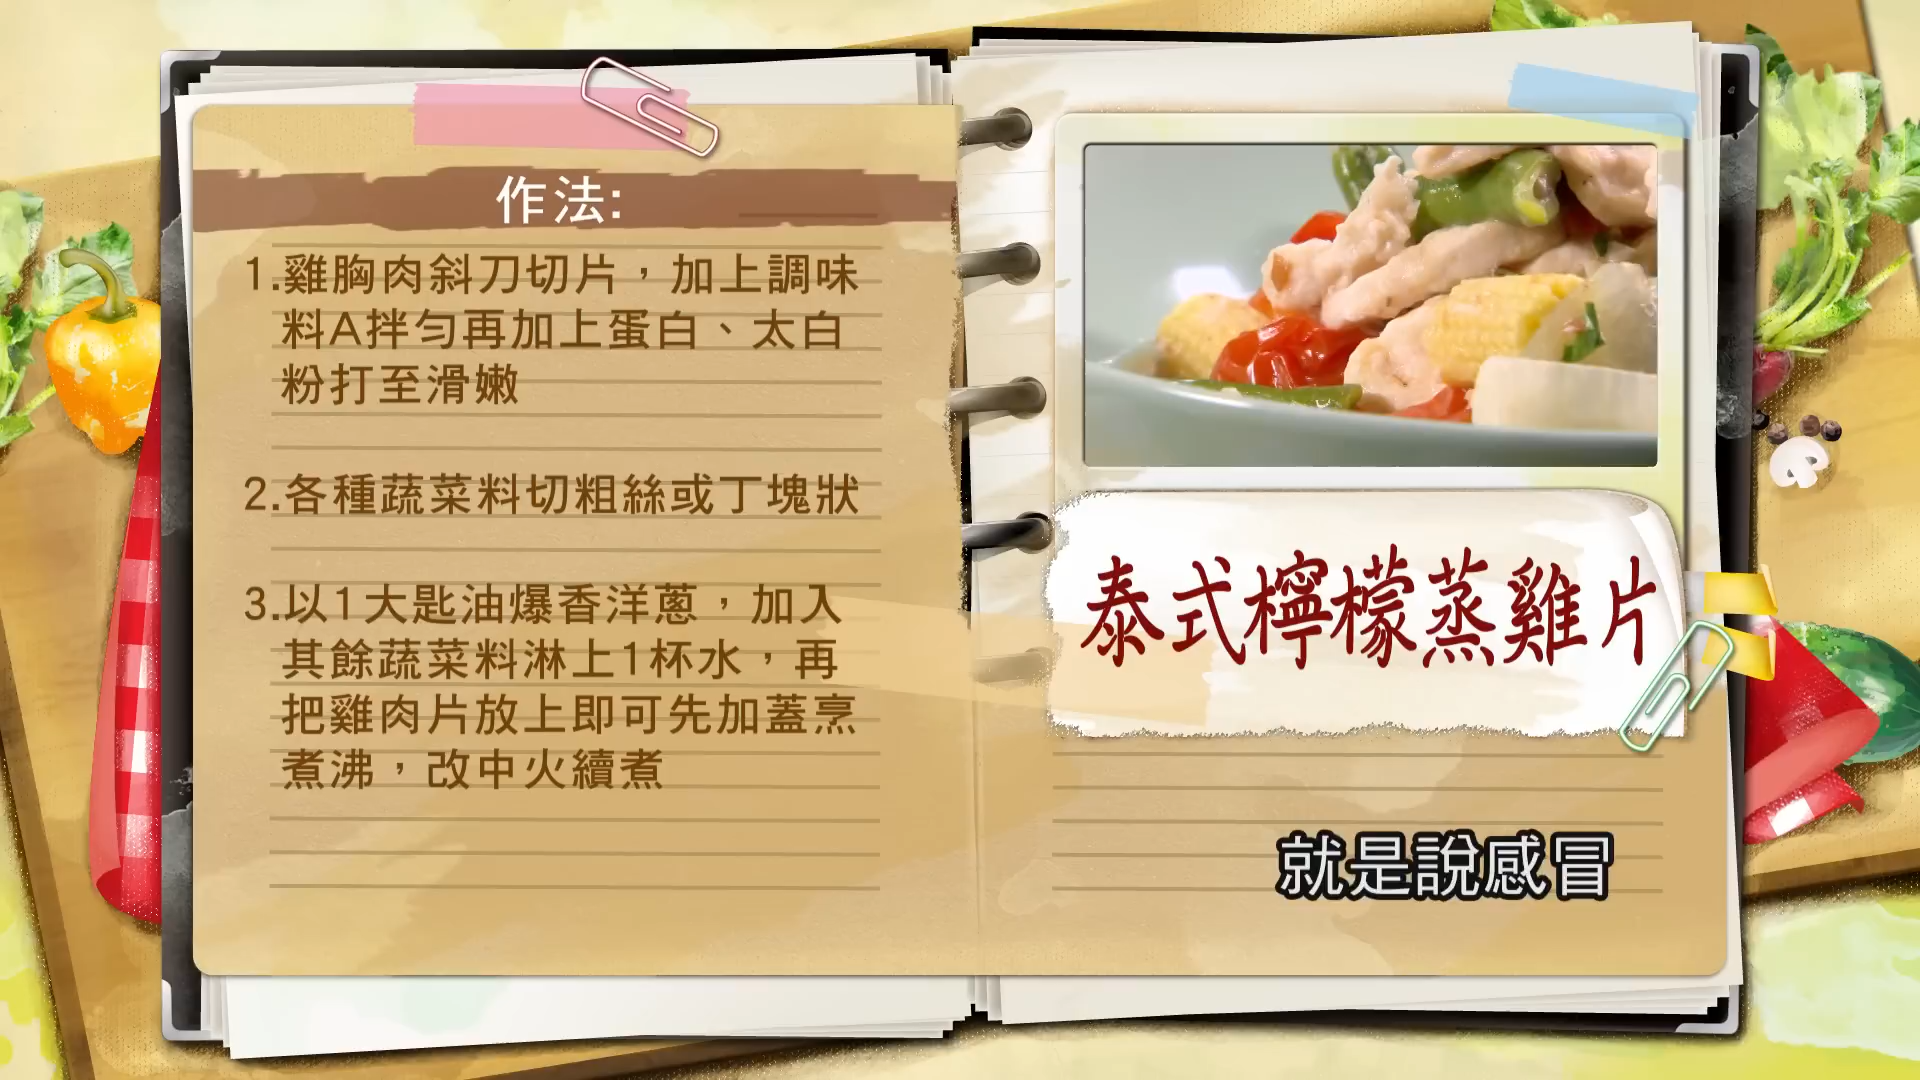 作法:
1.雞胸肉斜刀切片，加上調味
料A拌勻再加上蛋白、太白
粉打至滑嫩
2.各種蔬菜料切粗絲或丁塊狀
3.以1大匙油爆香洋蔥，加入
其餘蔬菜料淋上1杯水，再
把雞肉片放上即可先加蓋烹
煮沸，改中火續煮
泰式檸檬蒸雞片
就是說感冒